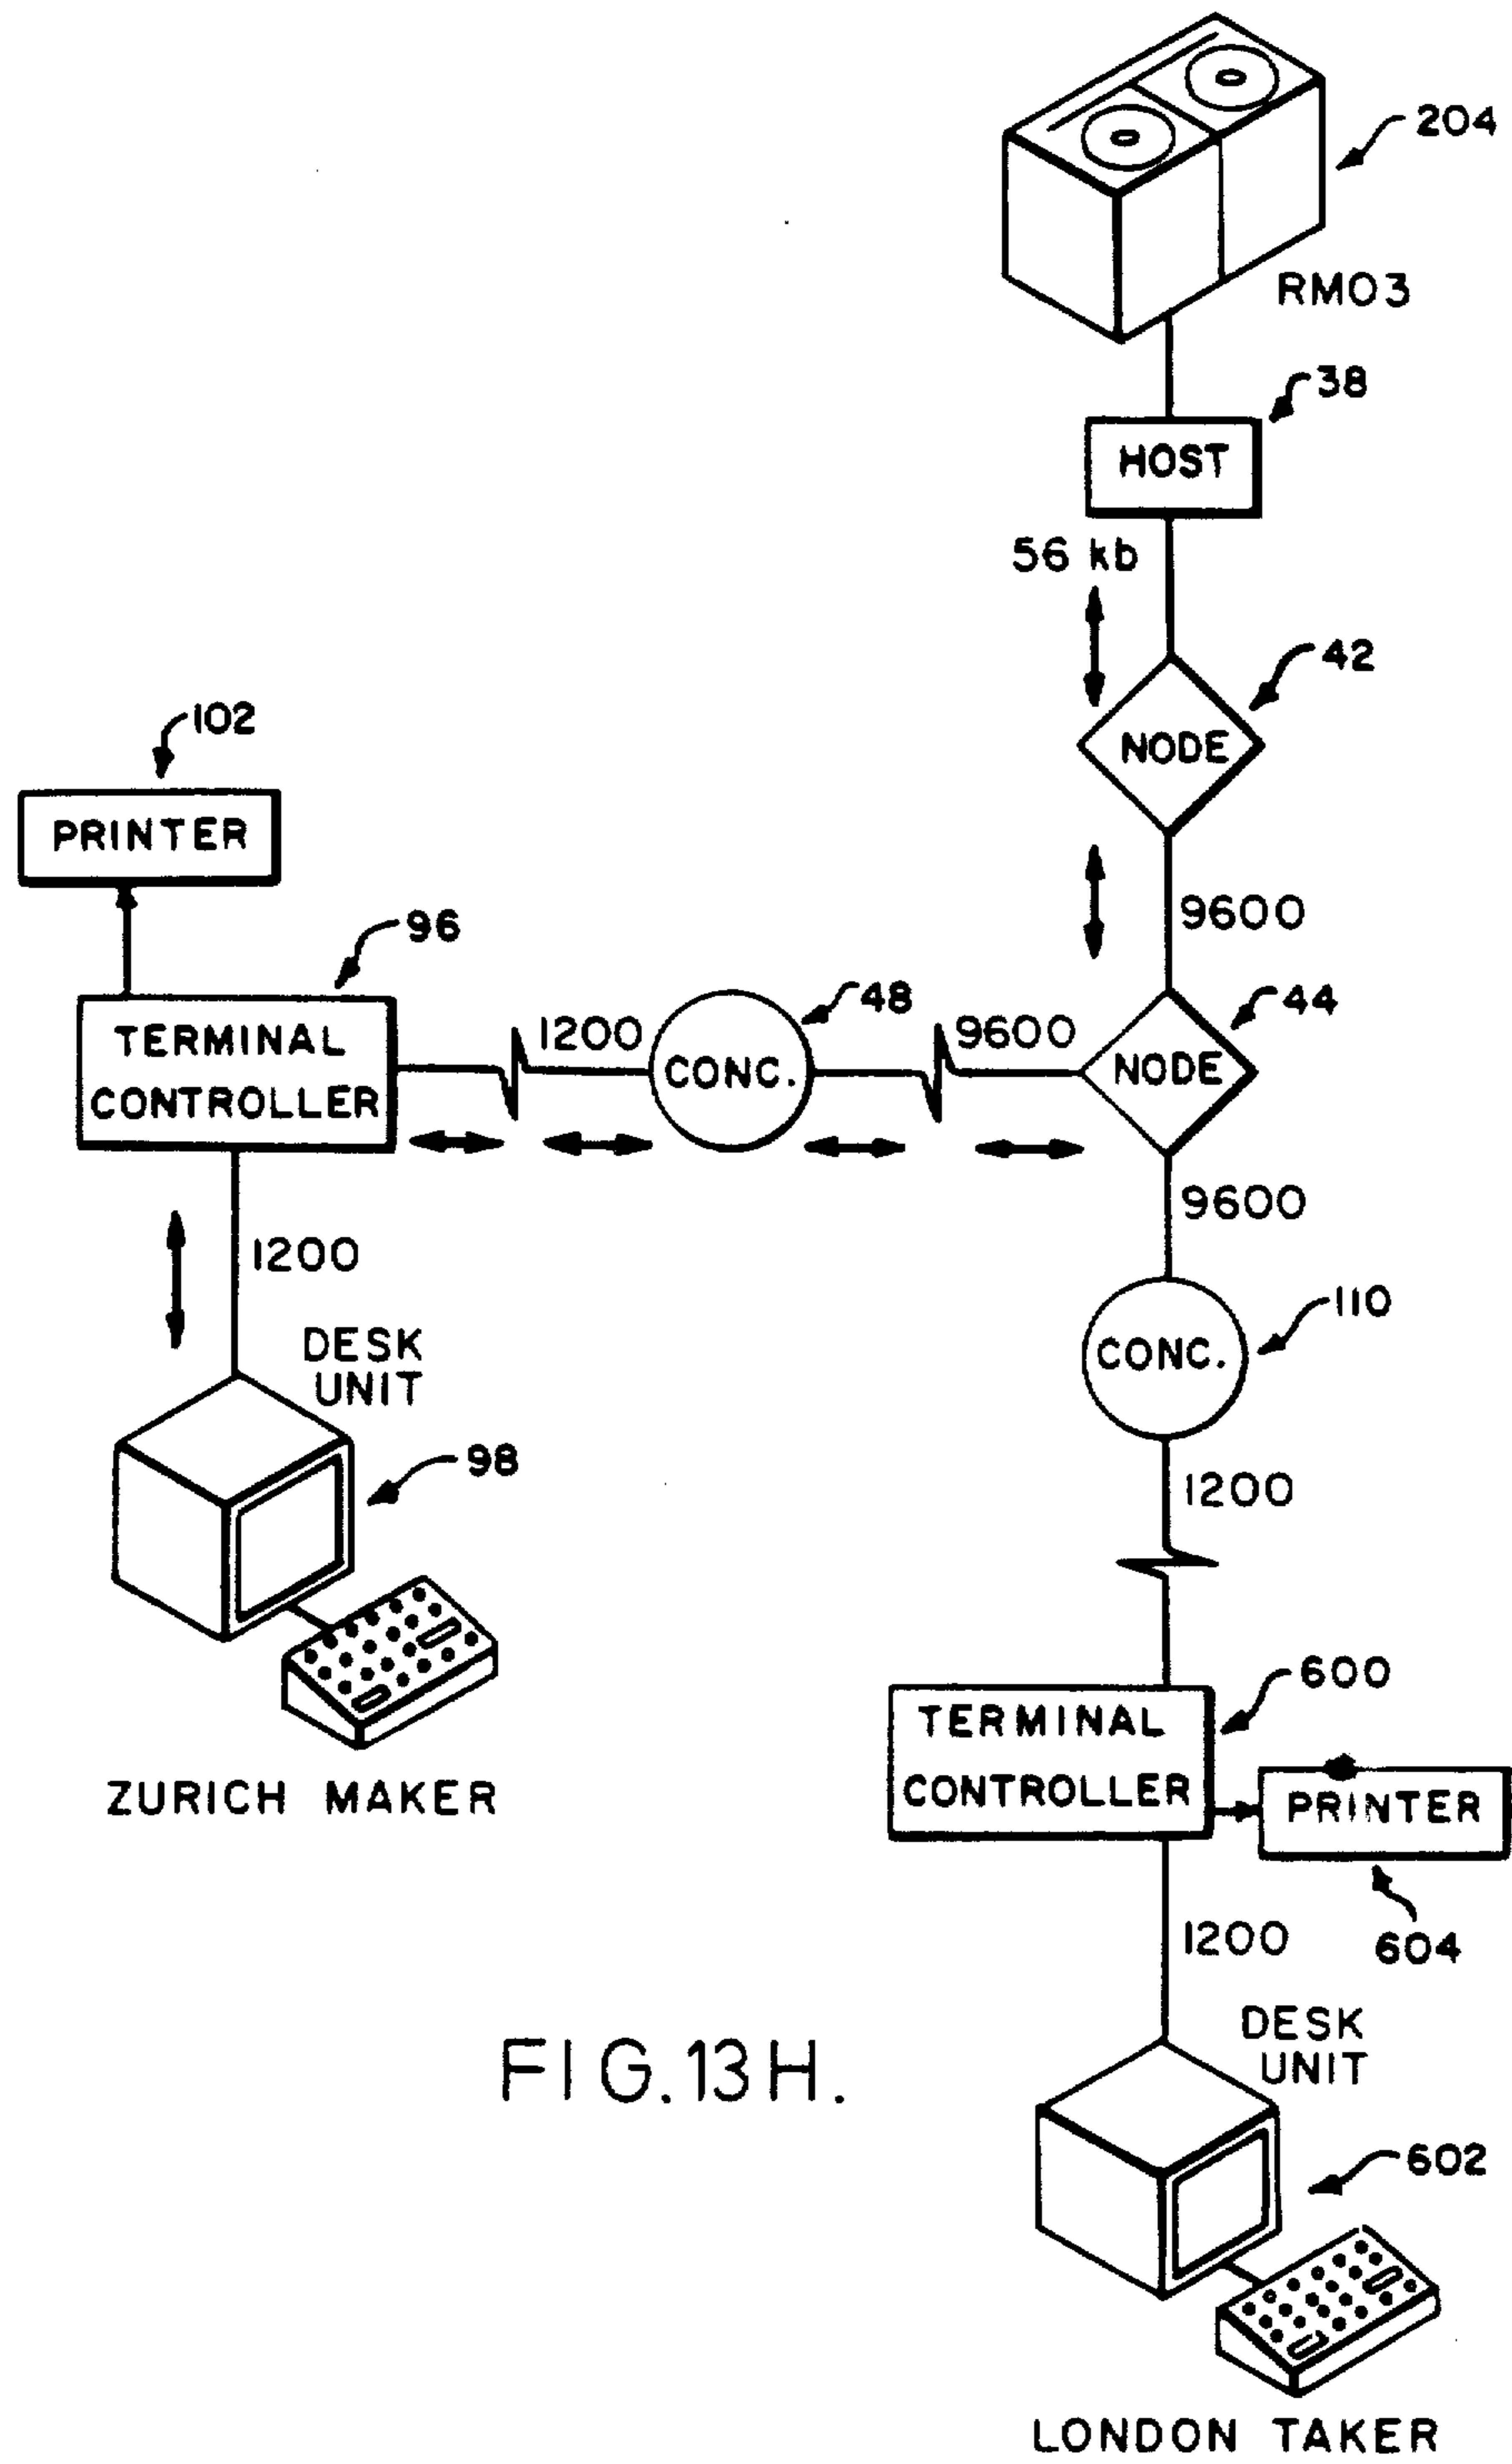 204
RM03
38
HOST
56 kb
42
NODE
102
PRINTER
9600
96
44
48
TERMINAL
CONTROLLER
1200
CONC.
9600
NODE
9600
1200
110
DESK
UNIT
CONC.
98
1200
600
TERMINAL
CONTROLLER
ZURICH MAKER
PRINTER
604
1200
DESK
UNIT
FIG.13H.
602
LONDON TAKER